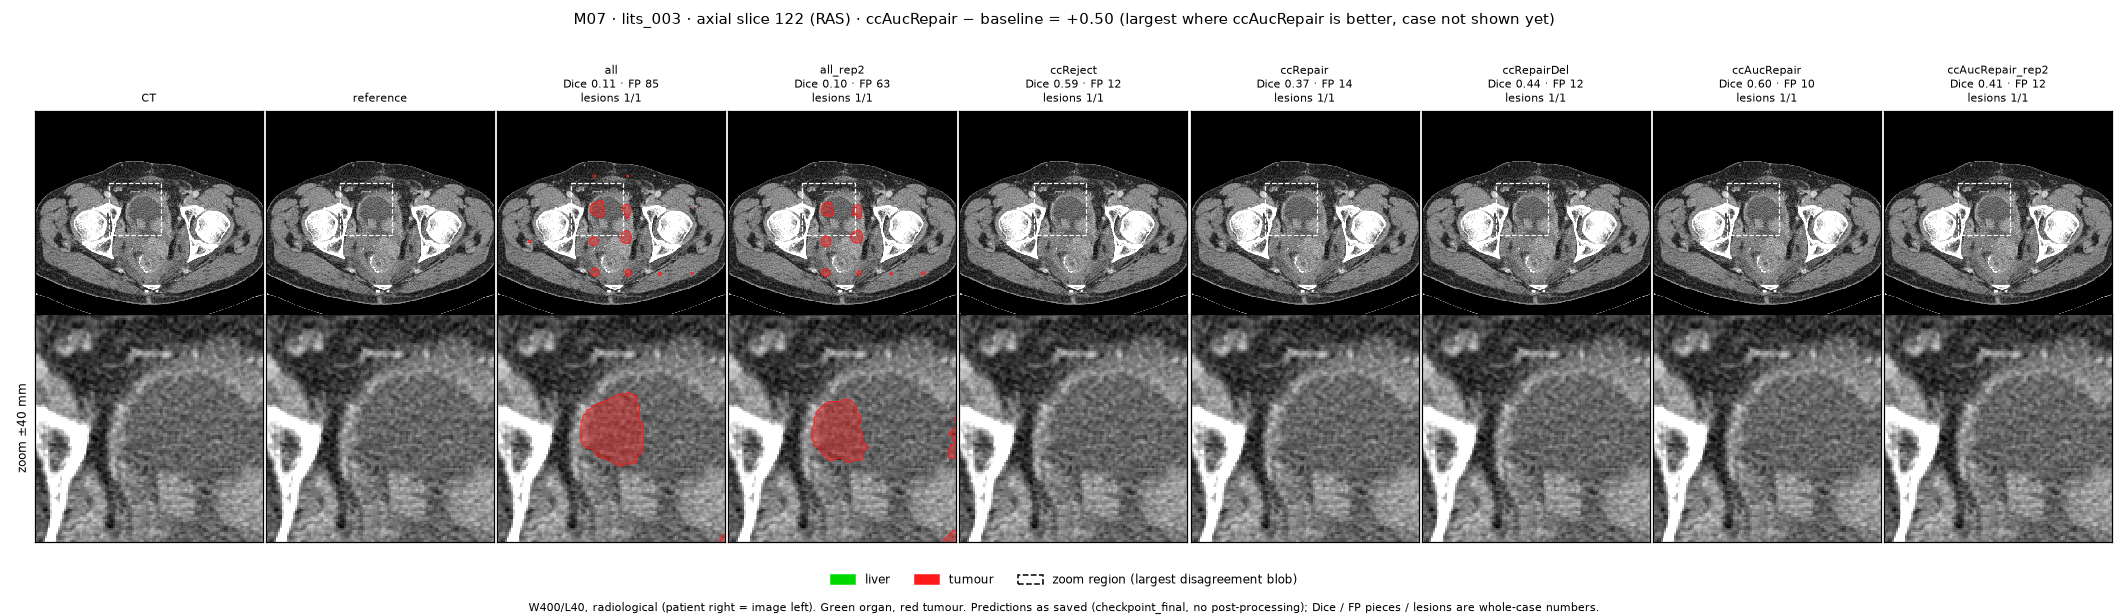 M07 · lits_003 · axial slice 122 (RAS) · ccAucRepair − baseline = +0.50 (largest where ccAucRepair is better, case not shown yet)
CT
reference
all
Dice 0.11 · FP 85
lesions 1/1
all_rep2
Dice 0.10 · FP 63
lesions 1/1
ccReject
Dice 0.59 · FP 12
lesions 1/1
ccRepair
Dice 0.37 · FP 14
lesions 1/1
ccRepairDel
Dice 0.44 · FP 12
lesions 1/1
ccAucRepair
Dice 0.60 · FP 10
lesions 1/1
ccAucRepair_rep2
Dice 0.41 · FP 12
lesions 1/1
zoom ±40 mm
liver
tumour
zoom region (largest disagreement blob)
W400/L40, radiological (patient right = image left). Green organ, red tumour. Predictions as saved (checkpoint_final, no post-processing); Dice / FP pieces / lesions are whole-case numbers.